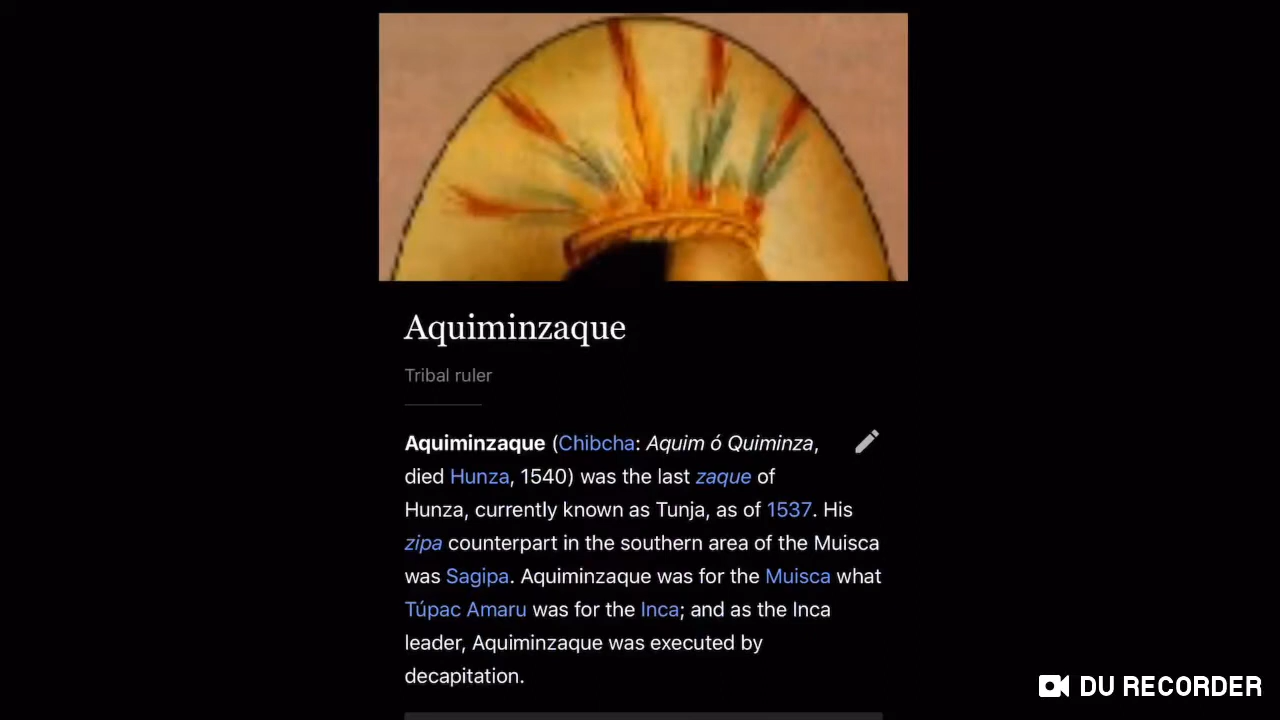 Aquiminzaque
Tribal ruler
Aquiminzaque (Chibcha: Aquim ó Quiminza,
died Hunza, 1540) was the last zaque of
Hunza, currently known as Tunja, as of 1537. His
zipa counterpart in the southern area of the Muisca
was Sagipa. Aquiminzaque was for the Muisca what
Túpac Amaru was for the Inca; and as the Inca
leader, Aquiminzaque was executed by
decapitation.
DU RECORDER